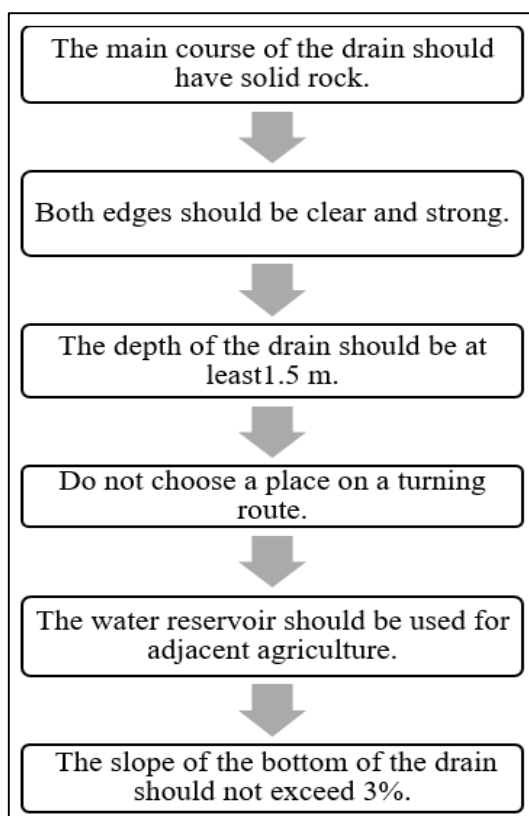 The main course of the drain should
have solid rock.
Both edges should be clear and strong.
The depth of the drain should be at
least1.5 m.
Do not choose a place on a turning
route.
The water reservoir should be used for
adjacent agriculture.
The slope of the bottom of the drain
should not exceed 3%.